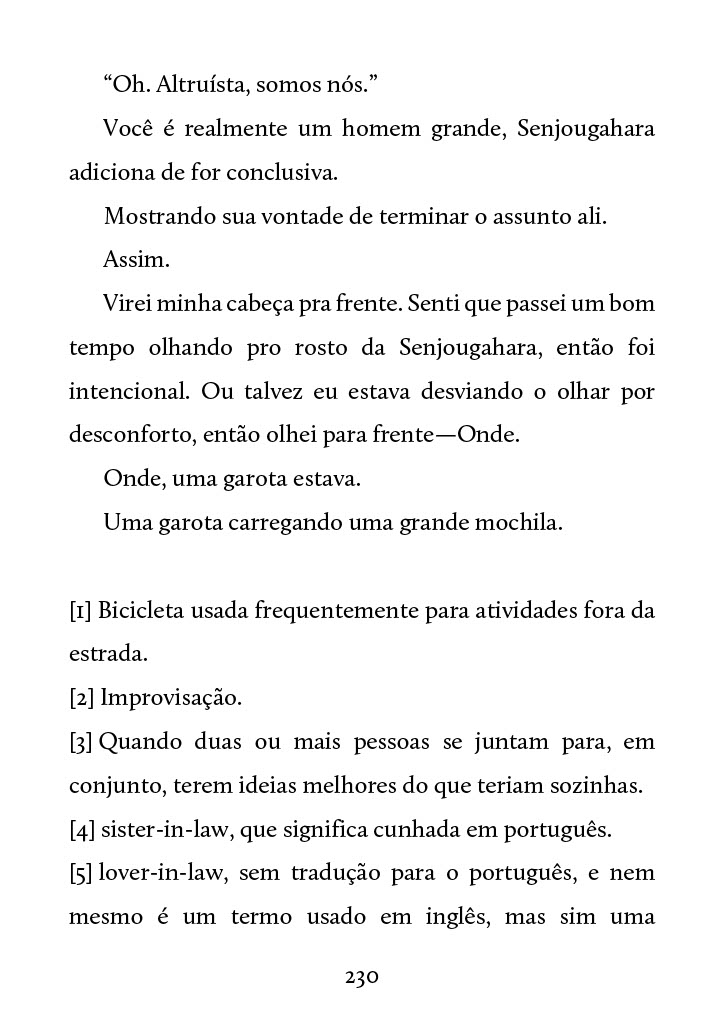 “Oh. Altruísta, somos nós.”
Você é realmente um homem grande, Senjougahara
adiciona de for conclusiva.
Mostrando sua vontade de terminar o assunto ali.
Assim.
Virei minha cabeça pra frente. Senti que passei um bom
tempo olhando pro rosto da Senjougahara, então foi
intencional. Ou talvez eu estava desviando o olhar por
desconforto, então olhei para frente—Onde.
Onde, uma garota estava.
Uma garota carregando uma grande mochila.
[1] Bicicleta usada frequentemente para atividades fora da
estrada.
[2] Improvisação.
[3] Quando duas ou mais pessoas se juntam para, em
conjunto, terem ideias melhores do que teriam sozinhas.
[4] sister-in-law, que significa cunhada em português.
[5] lover-in-law, sem tradução para o português, e nem
mesmo é um termo usado em inglês, mas sim uma
230